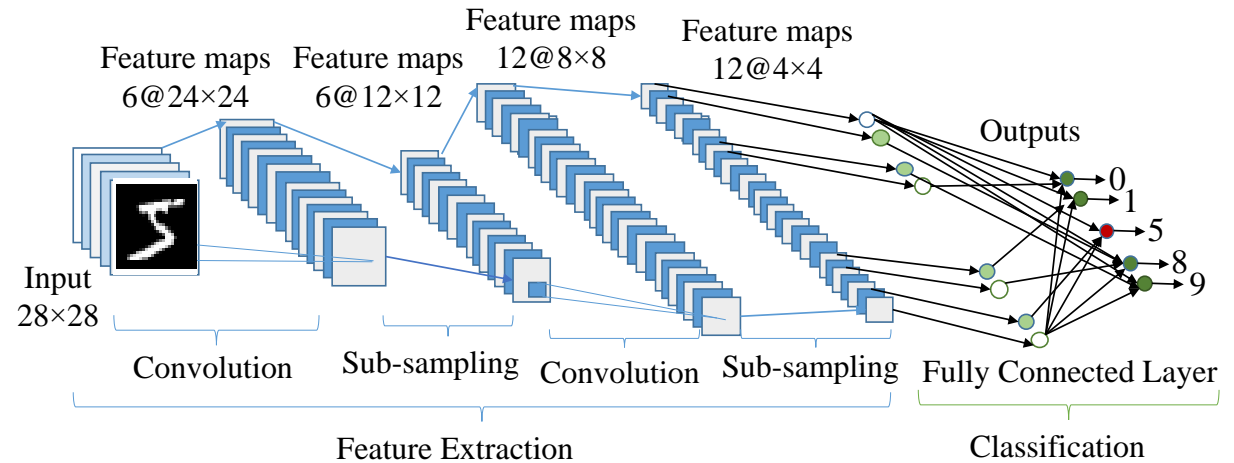 Feature maps
6@24×24
Feature maps
6@12×12
Feature maps
12@8×8
Feature maps
12@4×4
Outputs
0
1
5
8
9
Input
28×28
Convolution
Sub-sampling
Convolution
Sub-sampling
Fully Connected Layer
Feature Extraction
Classification